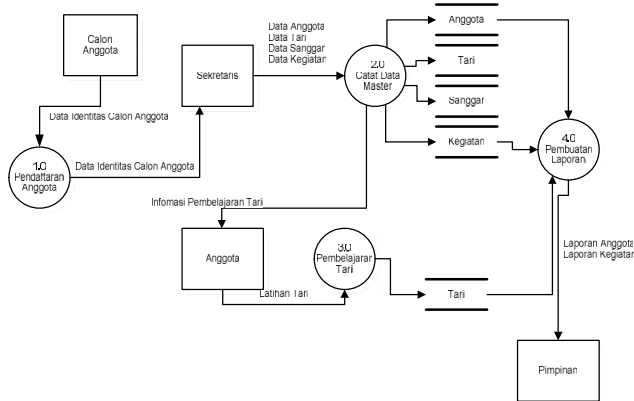 Calon
Anggota
Data Identitas Calon Anggota
1.0
Pendaftaran
Anggota
Data Identitas Calon Anggota
Sekretaris
Data Anggota
Data Tari
Data Sanggar
Data Kegiatan
2.0
Catat Data
Master
Anggota
Tari
Sanggar
Kegiatan
4.0
Pembuatan
Laporan
Infomasi Pembelajaran Tarii
Anggota
Latihan Tari
3.0
Pembelajaran
Tari
Tari
Laporan Anggota
Laporan Kegiatan
Pimpinan